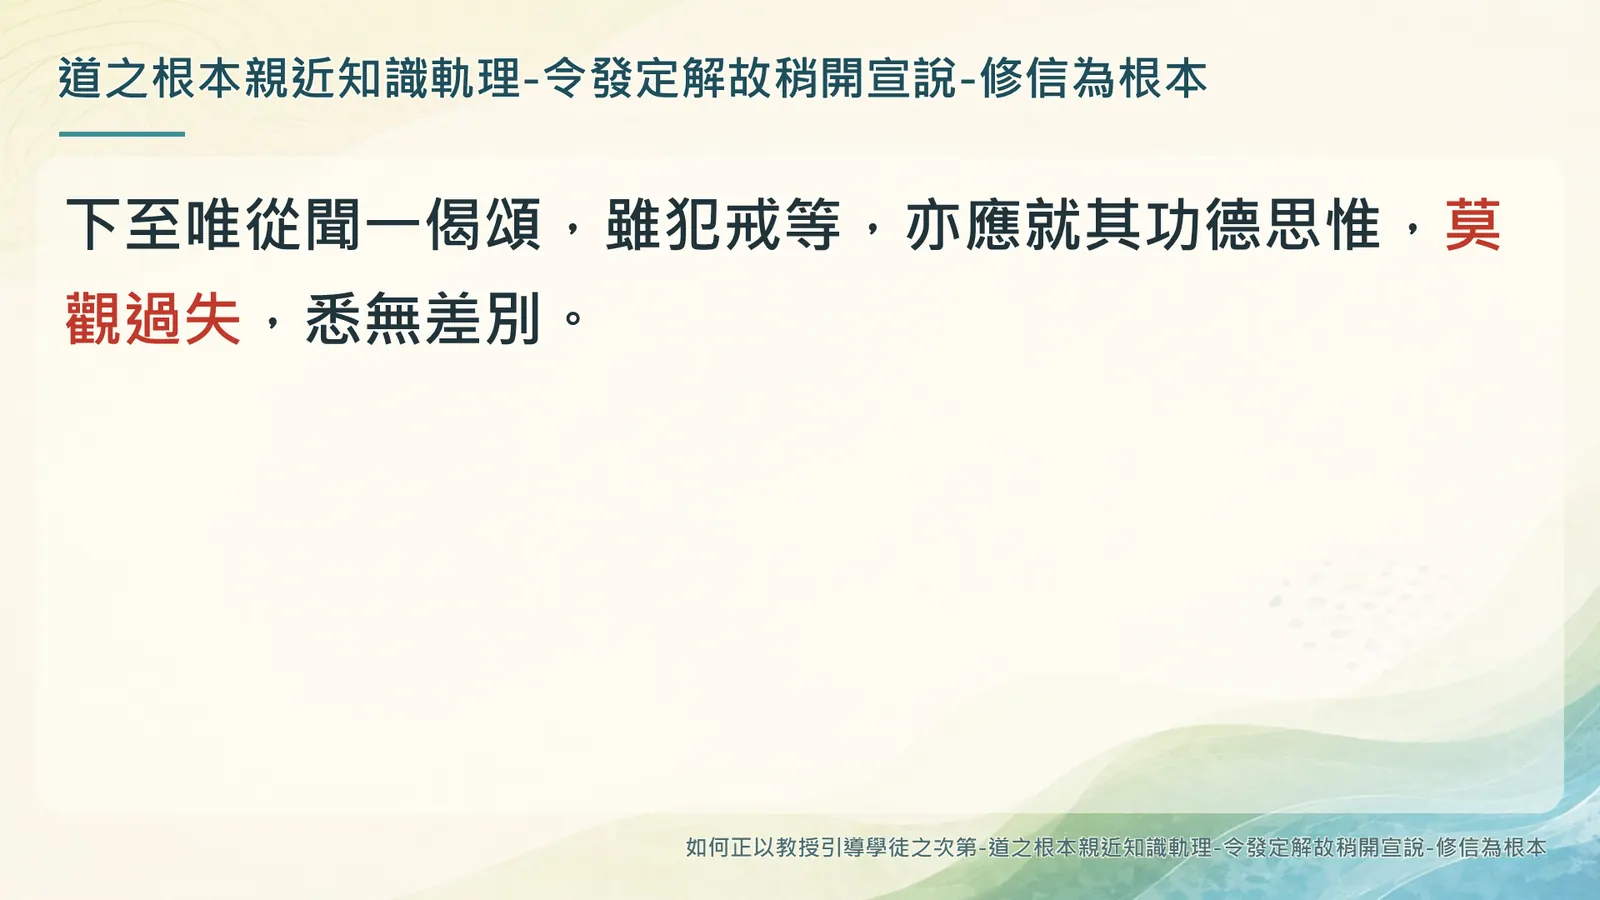 道之根本親近知識軌理-令發定解故稍開宣說-修信為根本
下至唯從聞一偈頌，雖犯戒等，亦應就其功德思惟，莫
觀過失，悉無差別。
如何正以教授引導學徒之次第-道之根本親近知識軌理-令發定解故稍開宣說-修信為根本